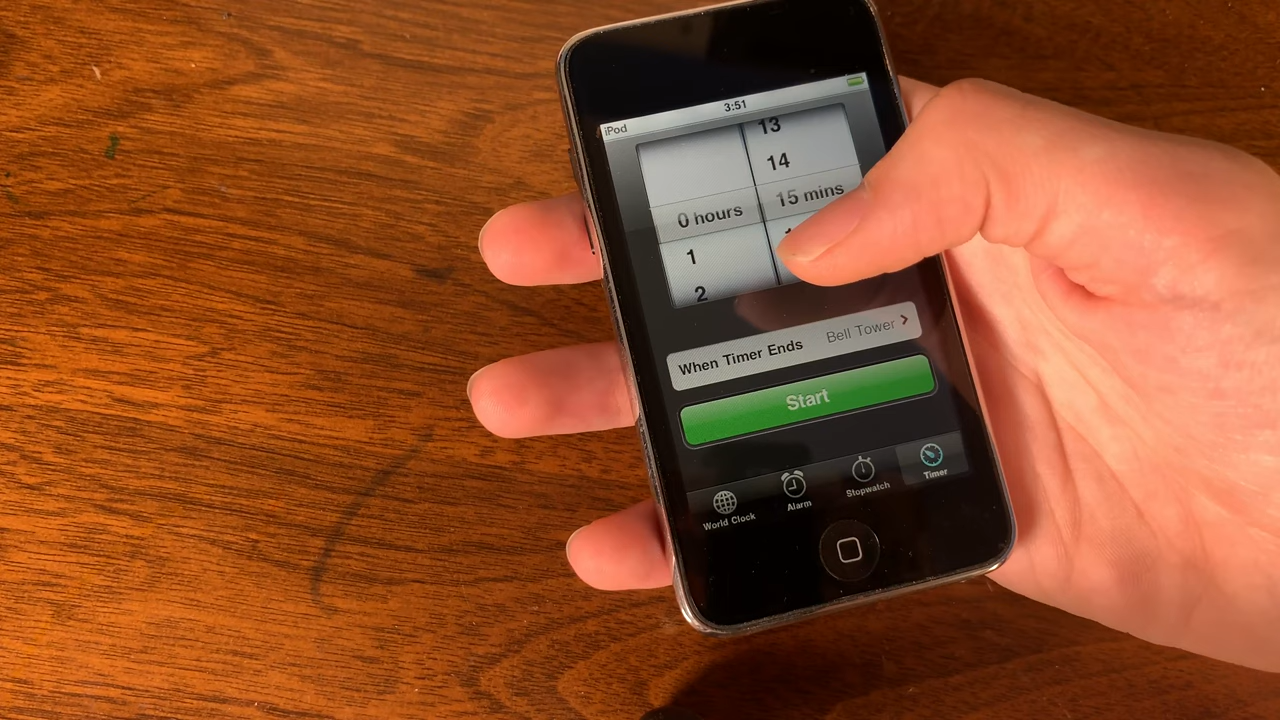 iPod 3:51
13
14
0 hours 15 mins
1
2
When Timer Ends Bell Tower
Start
World Clock Alarm Stopwatch Timer